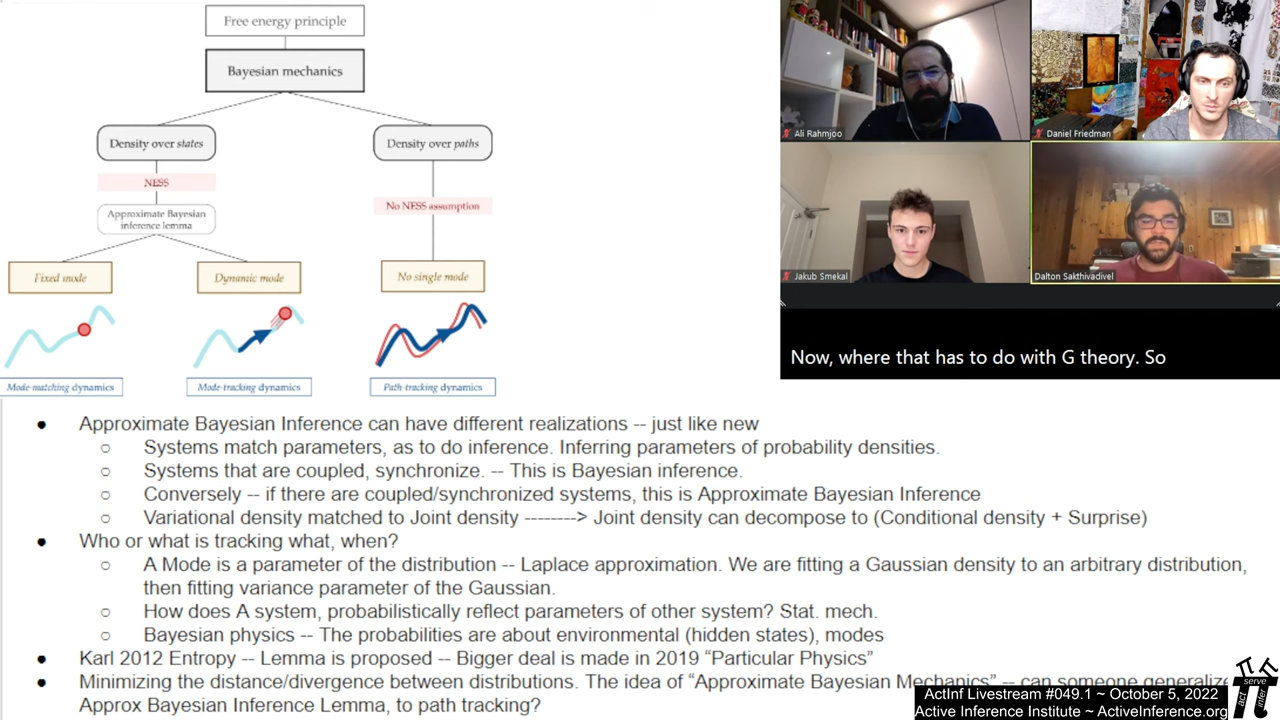 Free energy principle
Bayesian mechanics
Density over states
Density over paths
NESS
No NESS assumption
Approximate Bayesian
inference lemma
Fixed mode
Dynamic mode
No single mode
Mode-matching dynamics
Mode-tracking dynamics
Path-tracking dynamics
Ali Rahmjoo
Daniel Friedman
Jakub Smekal
Dalton Sakthivadivel
Now, where that has to do with G theory. So
● Approximate Bayesian Inference can have different realizations -- just like new
○ Systems match parameters, as to do inference. Inferring parameters of probability densities.
○ Systems that are coupled, synchronize. -- This is Bayesian inference.
○ Conversely -- if there are coupled/synchronized systems, this is Approximate Bayesian Inference
○ Variational density matched to Joint density --------> Joint density can decompose to (Conditional density + Surprise)
● Who or what is tracking what, when?
○ A Mode is a parameter of the distribution -- Laplace approximation. We are fitting a Gaussian density to an arbitrary distribution,
then fitting variance parameter of the Gaussian.
○ How does A system, probabilistically reflect parameters of other system? Stat. mech.
○ Bayesian physics -- The probabilities are about environmental (hidden states), modes
● Karl 2012 Entropy -- Lemma is proposed -- Bigger deal is made in 2019 “Particular Physics”
● Minimizing the distance/divergence between distributions. The idea of “Approximate Bayesian Mechanics” -- can someone generalize
Approx Bayesian Inference Lemma, to path tracking?
ActInf Livestream #049.1 ~ October 5, 2022
Active Inference Institute ~ ActiveInference.org
act
serve
infer